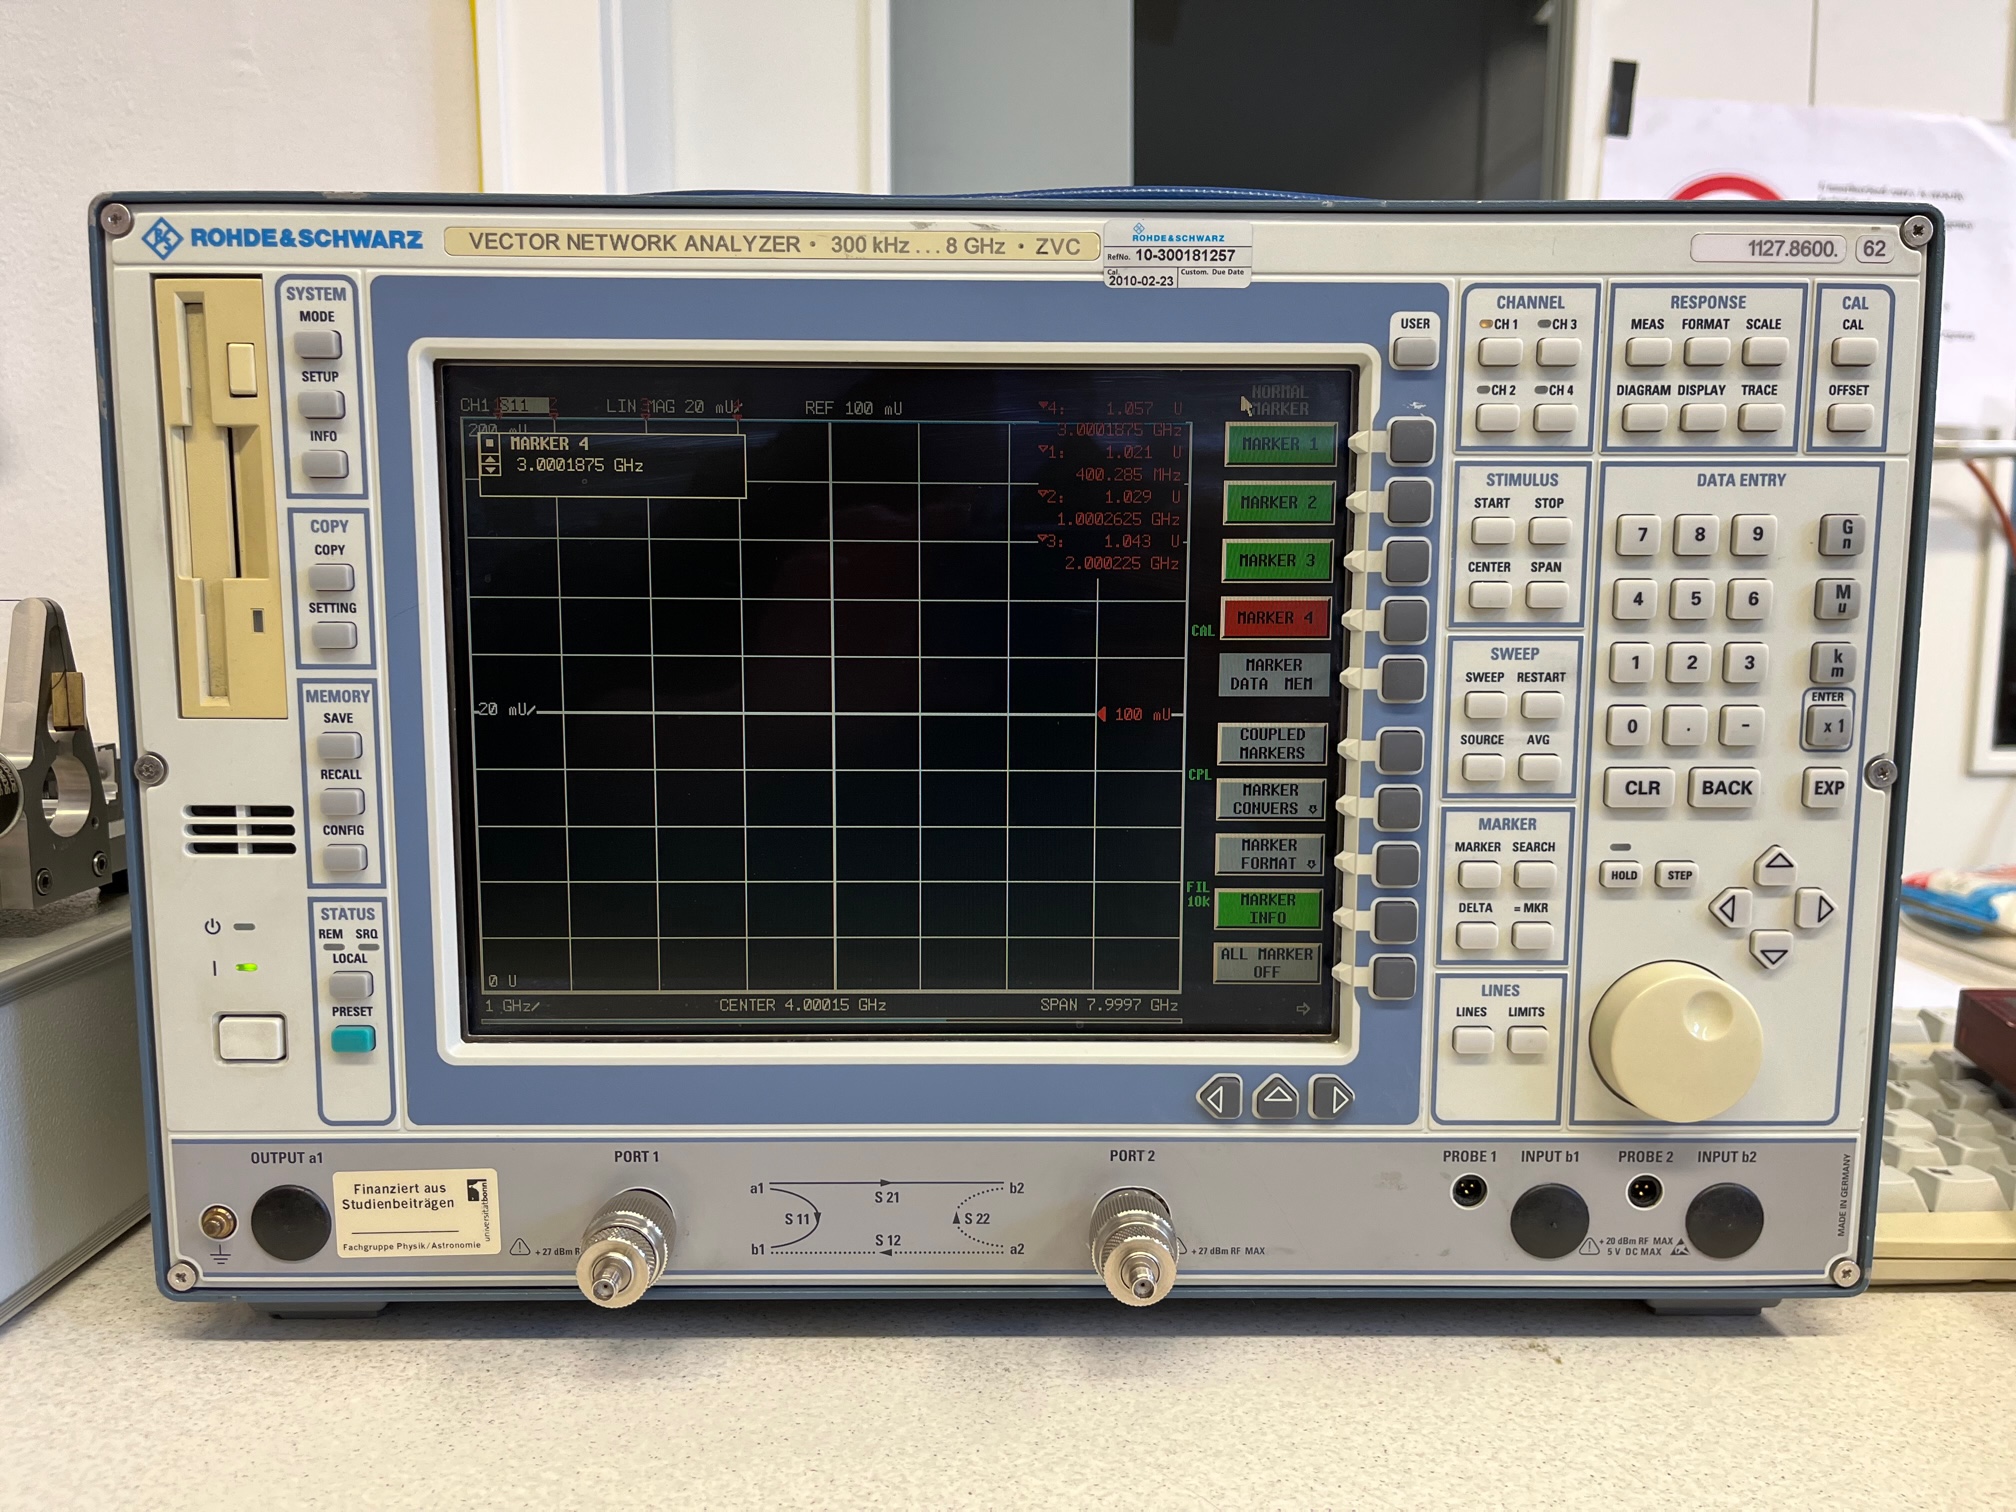 ROHDE&SCHWARZ
VECTOR NETWORK ANALYZER • 300 kHz ... 8 GHz • ZVC
ROHDE&SCHWARZ
RefNo. 10-300181257
Cal. Custom. Due Date
2010-02-23
1127.8600. 62
SYSTEM
MODE
SETUP
INFO
COPY
COPY
SETTING
MEMORY
SAVE
RECALL
CONFIG
STATUS
REM SRQ
LOCAL
PRESET
CH1 S11 LIN MAG 20 mU/ REF 100 mU
200 mU
MARKER 4
3.0001875 GHz
▽4: 1.057 U
3.0001875 GHz
▽1: 1.021 U
400.285 MHz
▽2: 1.029 U
1.0002625 GHz
▽3: 1.043 U
2.000225 GHz
20 mU/
100 mU
0 U
1 GHz/ CENTER 4.00015 GHz SPAN 7.9997 GHz
CAL
CPL
FIL
10k
NORMAL
MARKER
MARKER 1
MARKER 2
MARKER 3
MARKER 4
MARKER
DATA MEM
COUPLED
MARKERS
MARKER
CONVERS
MARKER
FORMAT
MARKER
INFO
ALL MARKER
OFF
USER
CHANNEL
CH 1 CH 3
CH 2 CH 4
RESPONSE
MEAS FORMAT SCALE
DIAGRAM DISPLAY TRACE
CAL
CAL
OFFSET
STIMULUS
START STOP
CENTER SPAN
SWEEP
SWEEP RESTART
SOURCE AVG
MARKER
MARKER SEARCH
DELTA = MKR
LINES
LINES LIMITS
DATA ENTRY
7 8 9 G n
4 5 6 M u
1 2 3 k m
ENTER
0 . - x 1
CLR BACK EXP
HOLD STEP
OUTPUT a1
Finanziert aus
Studienbeiträgen
Fachgruppe Physik/Astronomie
universitätbonn
+ 27 dBm R
PORT 1
a1 S 21 b2
S 11 S 22
b1 S 12 a2
PORT 2
+ 27 dBm RF MAX
PROBE 1 INPUT b1 PROBE 2 INPUT b2
+ 20 dBm RF MAX
5 V DC MAX
MADE IN GERMANY